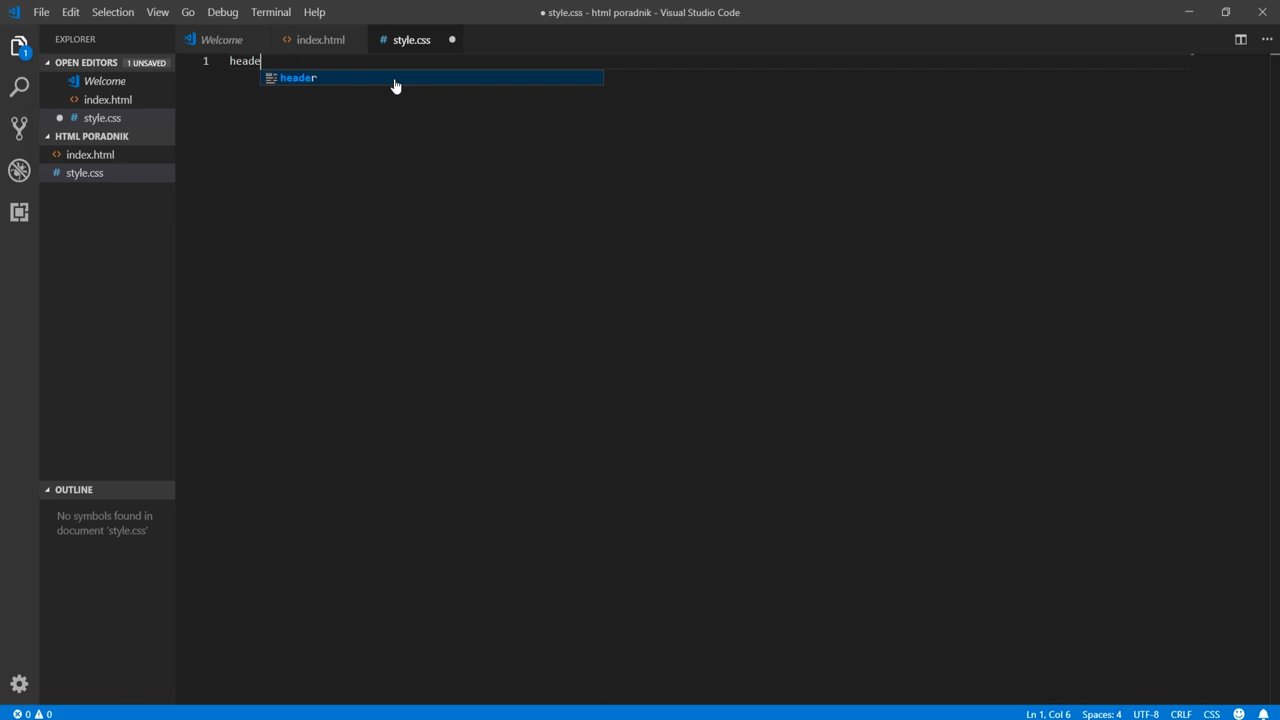 File Edit Selection View Go Debug Terminal Help
● style.css - html poradnik - Visual Studio Code
EXPLORER
Welcome
index.html
style.css
OPEN EDITORS
1 UNSAVED
Welcome
index.html
style.css
HTML PORADNIK
index.html
style.css
1
1 heade
header
OUTLINE
No symbols found in
document 'style.css'
0 0
Ln 1, Col 6 Spaces: 4 UTF-8 CRLF CSS